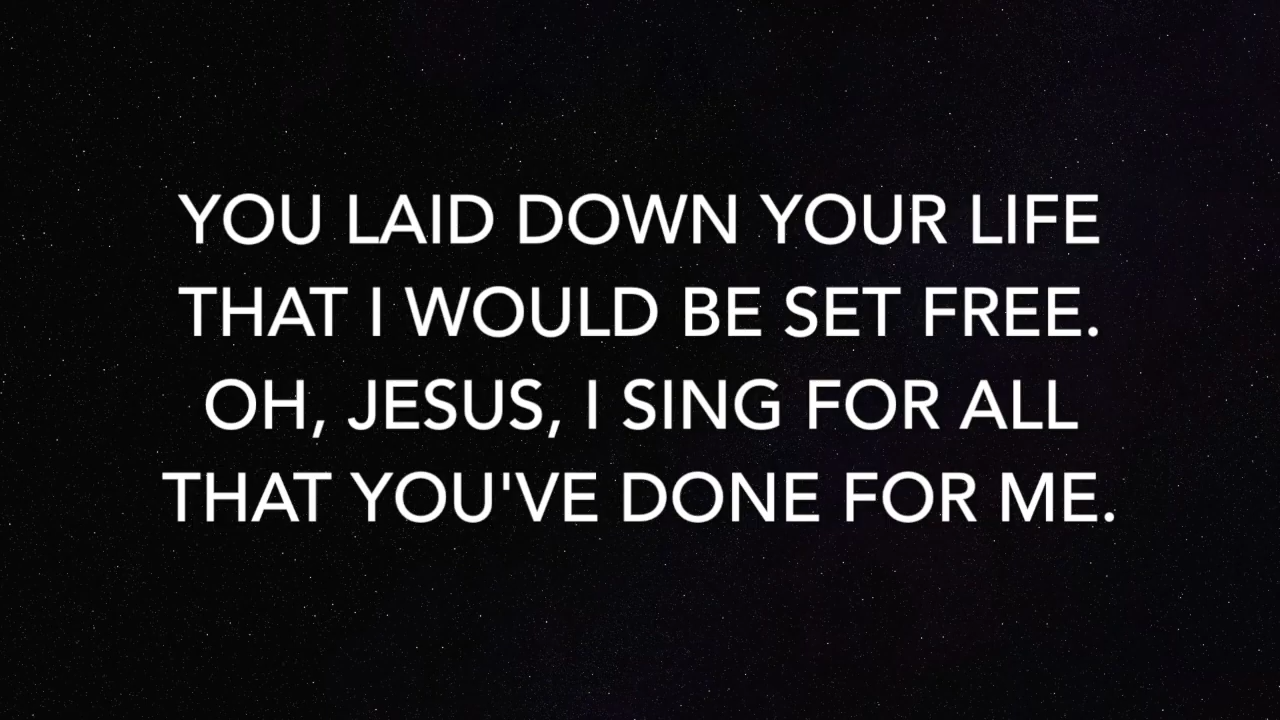 YOU LAID DOWN YOUR LIFE
THAT I WOULD BE SET FREE.
OH, JESUS, I SING FOR ALL
THAT YOU'VE DONE FOR ME.